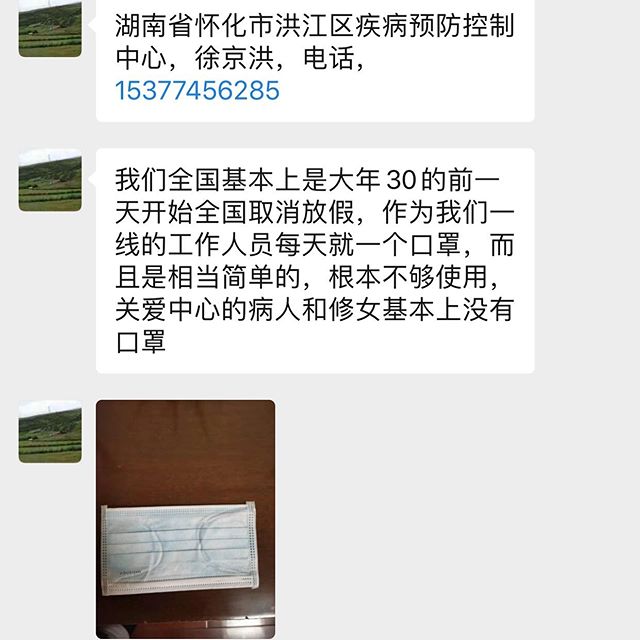 湖南省怀化市洪江区疾病预防控制
中心，徐京洪，电话，
15377456285
我们全国基本上是大年30的前一
天开始全国取消放假，作为我们一
线的工作人员每天就一个口罩，而
且是相当简单的，根本不够使用，
关爱中心的病人和修女基本上没有
口罩